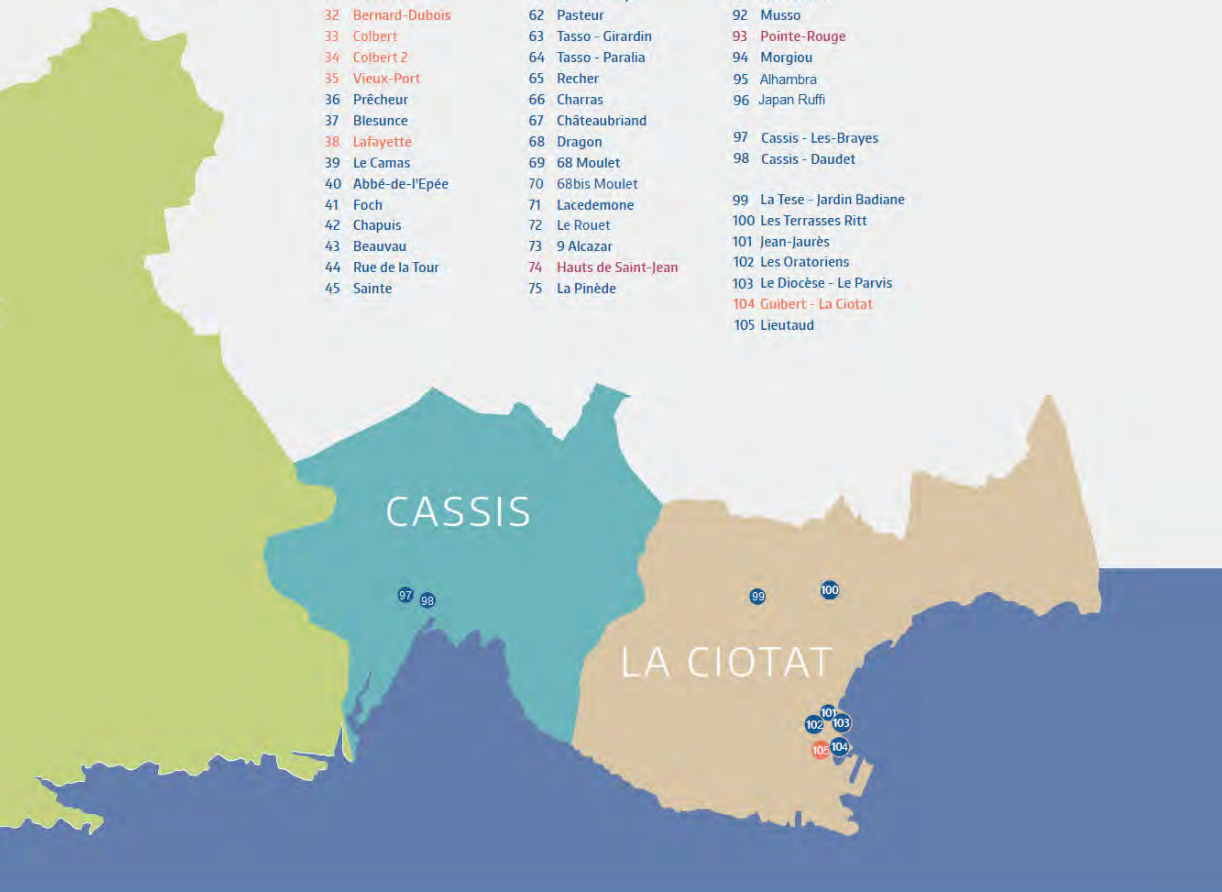 32 Bernard-Dubois
33 Colbert
34 Colbert 2
35 Vieux-Port
36 Prêcheur
37 Blesunce
38 Lafayette
39 Le Camas
40 Abbé-de-l'Epée
41 Foch
42 Chapuis
43 Beauvau
44 Rue de la Tour
45 Sainte
62 Pasteur
63 Tasso - Girardin
64 Tasso - Paralia
65 Recher
66 Charras
67 Châteaubriand
68 Dragon
69 68 Moulet
70 68bis Moulet
71 Lacedemone
72 Le Rouet
73 9 Alcazar
74 Hauts de Saint-Jean
75 La Pinède
92 Musso
93 Pointe-Rouge
94 Morgiou
95 Alhambra
96 Japan Ruffi
97 Cassis - Les-Brayes
98 Cassis - Daudet
99 La Tese - Jardin Badiane
100 Les Terrasses Ritt
101 Jean-Jaurès
102 Les Oratoriens
103 Le Diocèse - Le Parvis
104 Guibert - La Ciotat
105 Lieutaud
CASSIS
97
98
99
100
LA CIOTAT
101
102
103
105
104